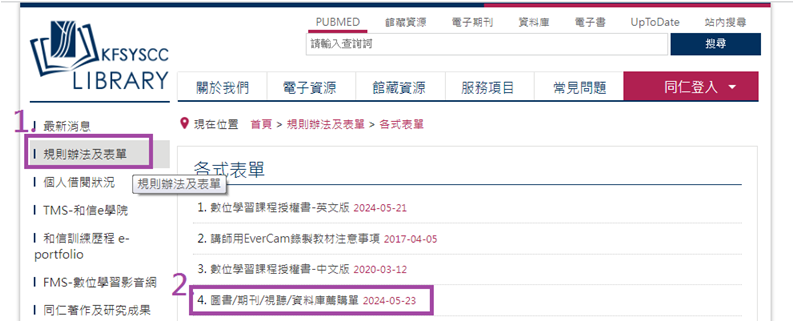 PUBMED 館藏資源 電子期刊 資料庫 電子書 UpToDate 站內搜尋
請輸入查詢詞 搜尋
KFSYSCC
LIBRARY
關於我們 電子資源 館藏資源 服務項目 常見問題 同仁登入
1.
最新消息
規則辦法及表單
個人借閱狀況
規則辦法及表單
TMS-和信e學院
和信訓練歷程 e-
portfolio
FMS-數位學習影音網
同仁著作及研究成果
現在位置 首頁 > 規則辦法及表單 > 各式表單
各式表單
1. 數位學習課程授權書-英文版 2024-05-21
2. 講師用EverCam錄製教材注意事項 2017-04-05
3. 數位學習課程授權書-中文版 2020-03-12
2.
4. 圖書/期刊/視聽/資料庫薦購單 2024-05-23